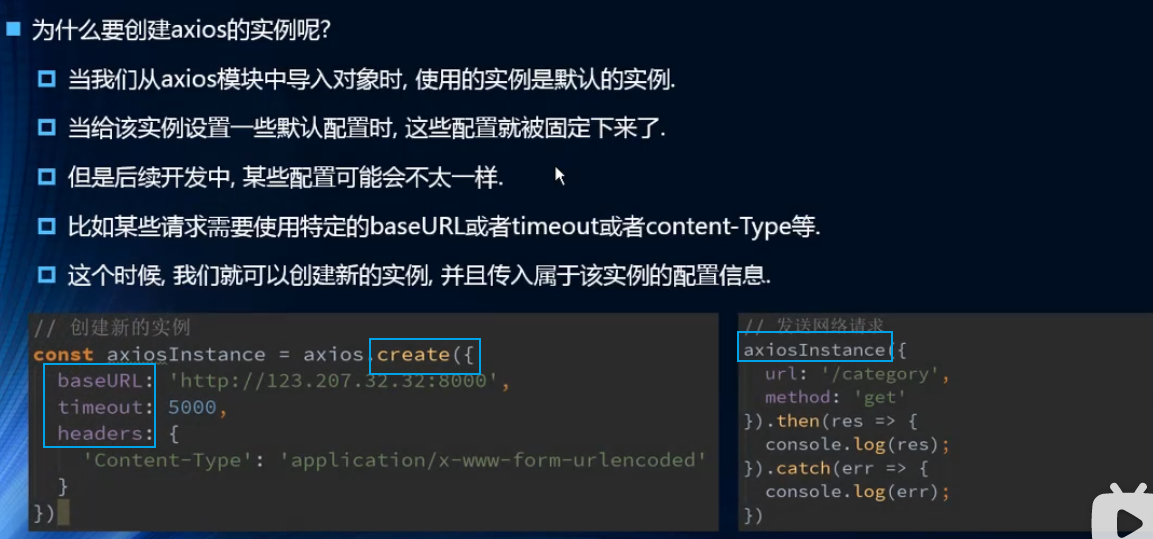 为什么要创建axios的实例呢?
当我们从axios模块中导入对象时, 使用的实例是默认的实例.
当给该实例设置一些默认配置时, 这些配置就被固定下来了.
但是后续开发中, 某些配置可能会不太一样.
比如某些请求需要使用特定的baseURL或者timeout或者content-Type等.
这个时候, 我们就可以创建新的实例, 并且传入属于该实例的配置信息.
// 创建新的实例
const axiosInstance = axios.create({
baseURL: 'http://123.207.32.32:8000',
timeout: 5000,
headers: {
'Content-Type': 'application/x-www-form-urlencoded'
}
})
// 发送网络请求
axiosInstance({
url: '/category',
method: 'get'
}).then(res => {
console.log(res);
}).catch(err => {
console.log(err);
})